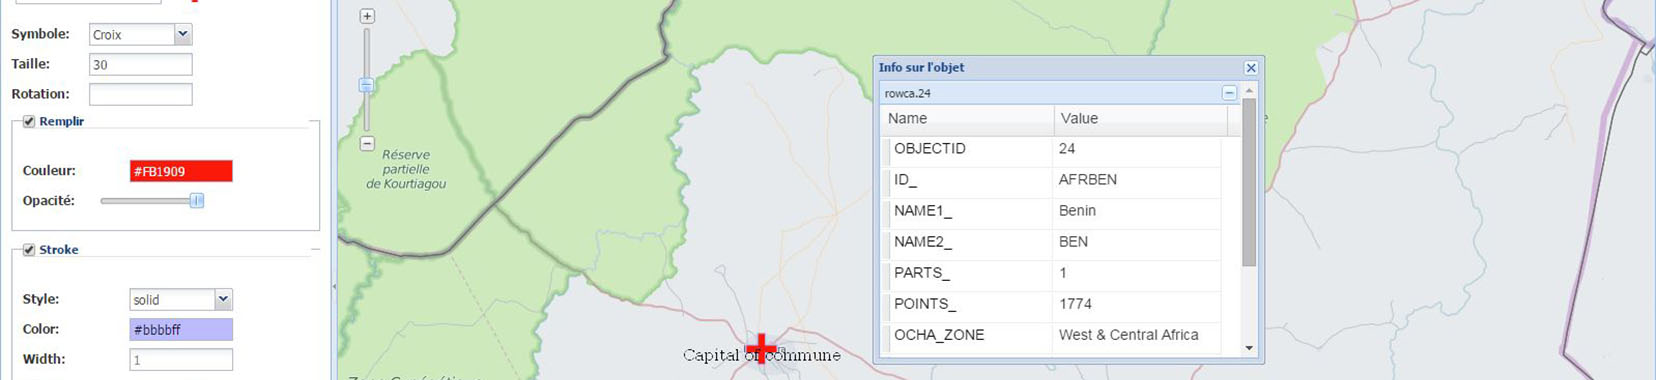 Symbole: Croix
Taille: 30
Rotation:
Remplir
Couleur: #FB1909
Opacité:
Stroke
Style: solid
Color: #bbbbff
Width: 1
Réserve
partielle
de Kourtiagou
Capital of commune
Info sur l'objet
rowca.24
Name Value
OBJECTID 24
ID_ AFRBEN
NAME1_ Benin
NAME2_ BEN
PARTS_ 1
POINTS_ 1774
OCHA_ZONE West & Central Africa